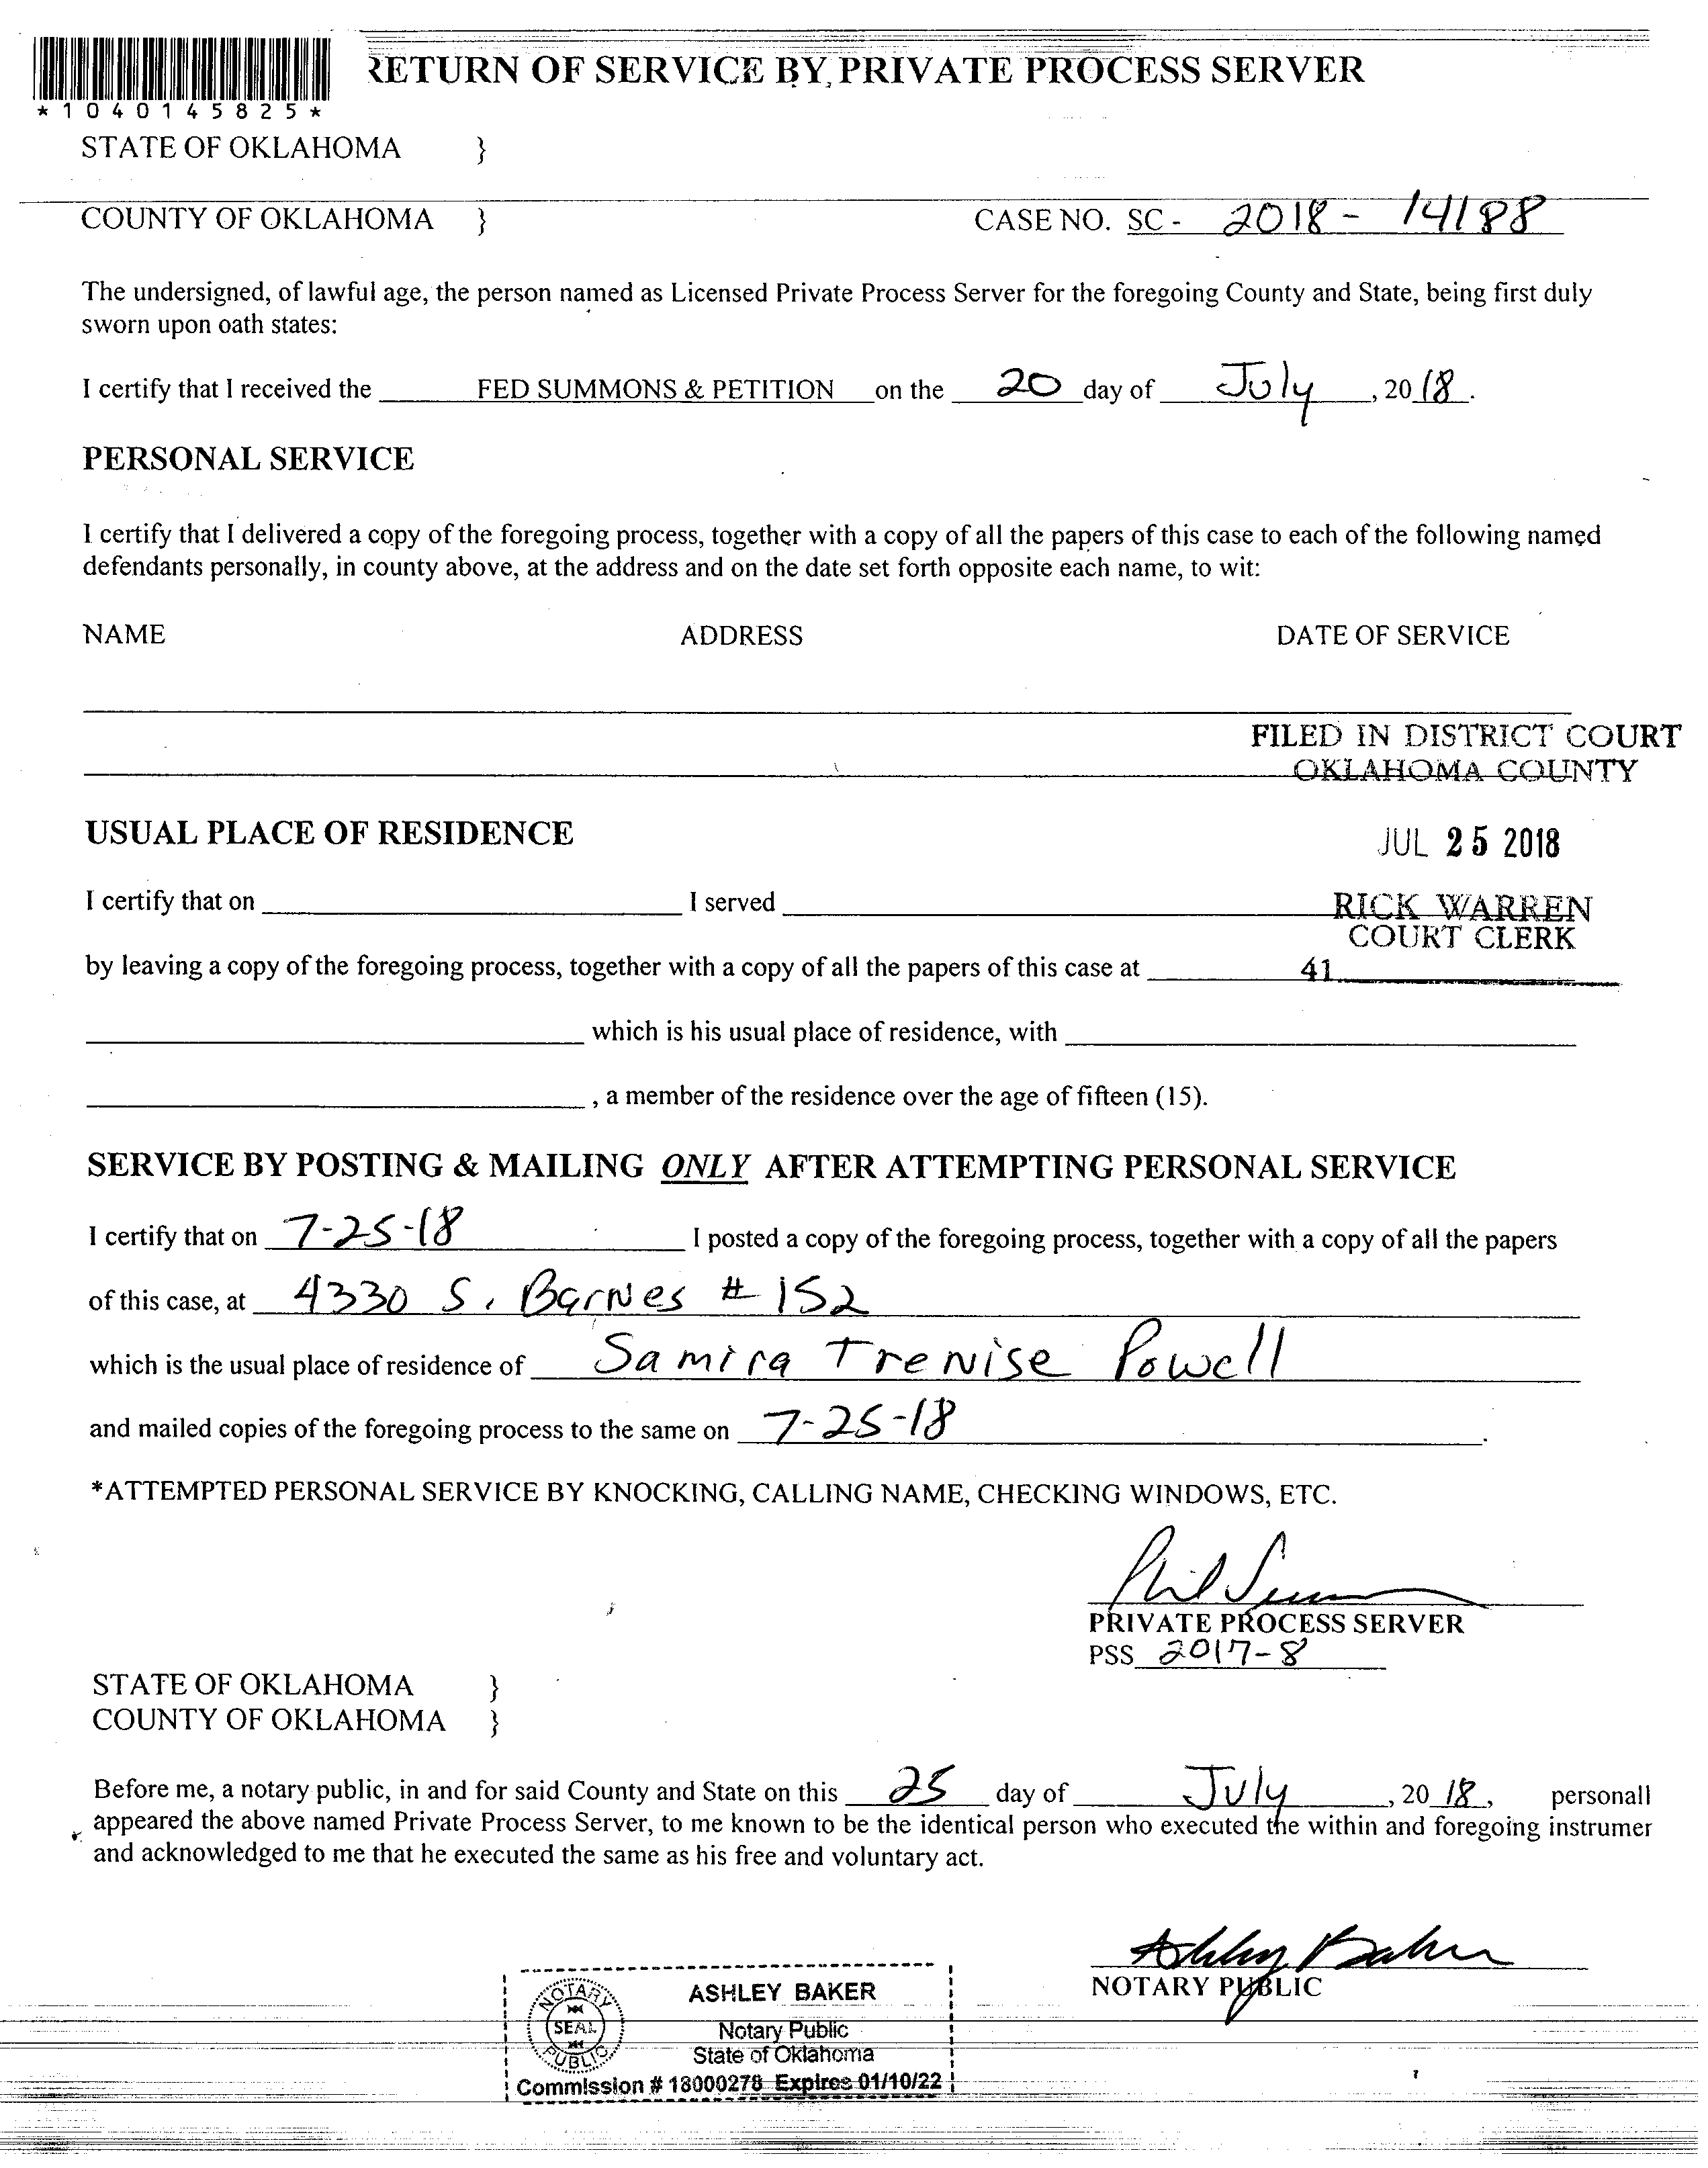 RETURN OF SERVICE BY PRIVATE PROCESS SERVER
*1040145825*
STATE OF OKLAHOMA }
COUNTY OF OKLAHOMA } CASE NO. SC - 2018 - 14188
The undersigned, of lawful age, the person named as Licensed Private Process Server for the foregoing County and State, being first duly
sworn upon oath states:
I certify that I received the FED SUMMONS & PETITION on the 20 day of July, 2018.
PERSONAL SERVICE
I certify that I delivered a copy of the foregoing process, together with a copy of all the papers of this case to each of the following named
defendants personally, in county above, at the address and on the date set forth opposite each name, to wit:
NAME ADDRESS DATE OF SERVICE
FILED IN DISTRICT COURT
OKLAHOMA COUNTY
USUAL PLACE OF RESIDENCE
JUL 25 2018
I certify that on ____ I served ____
RICK WARREN
COURT CLERK
by leaving a copy of the foregoing process, together with a copy of all the papers of this case at ____
41
____ which is his usual place of residence, with ____
____, a member of the residence over the age of fifteen (15).
SERVICE BY POSTING & MAILING ONLY AFTER ATTEMPTING PERSONAL SERVICE
I certify that on 7-25-18 I posted a copy of the foregoing process, together with a copy of all the papers
of this case, at 4330 S. Barnes # 152
which is the usual place of residence of Samira Trenise Powell
and mailed copies of the foregoing process to the same on 7-25-18.
*ATTEMPTED PERSONAL SERVICE BY KNOCKING, CALLING NAME, CHECKING WINDOWS, ETC.
PRIVATE PROCESS SERVER
PSS 2017-8
STATE OF OKLAHOMA }
COUNTY OF OKLAHOMA }
Before me, a notary public, in and for said County and State on this 25 day of July, 2018, personall
appeared the above named Private Process Server, to me known to be the identical person who executed the within and foregoing instrumer
and acknowledged to me that he executed the same as his free and voluntary act.
Ashley Baker
NOTARY PUBLIC
NOTARY
SEAL
PUBLIC
ASHLEY BAKER
Notary Public
State of Oklahoma
Commission # 18000278 Expires 01/10/22